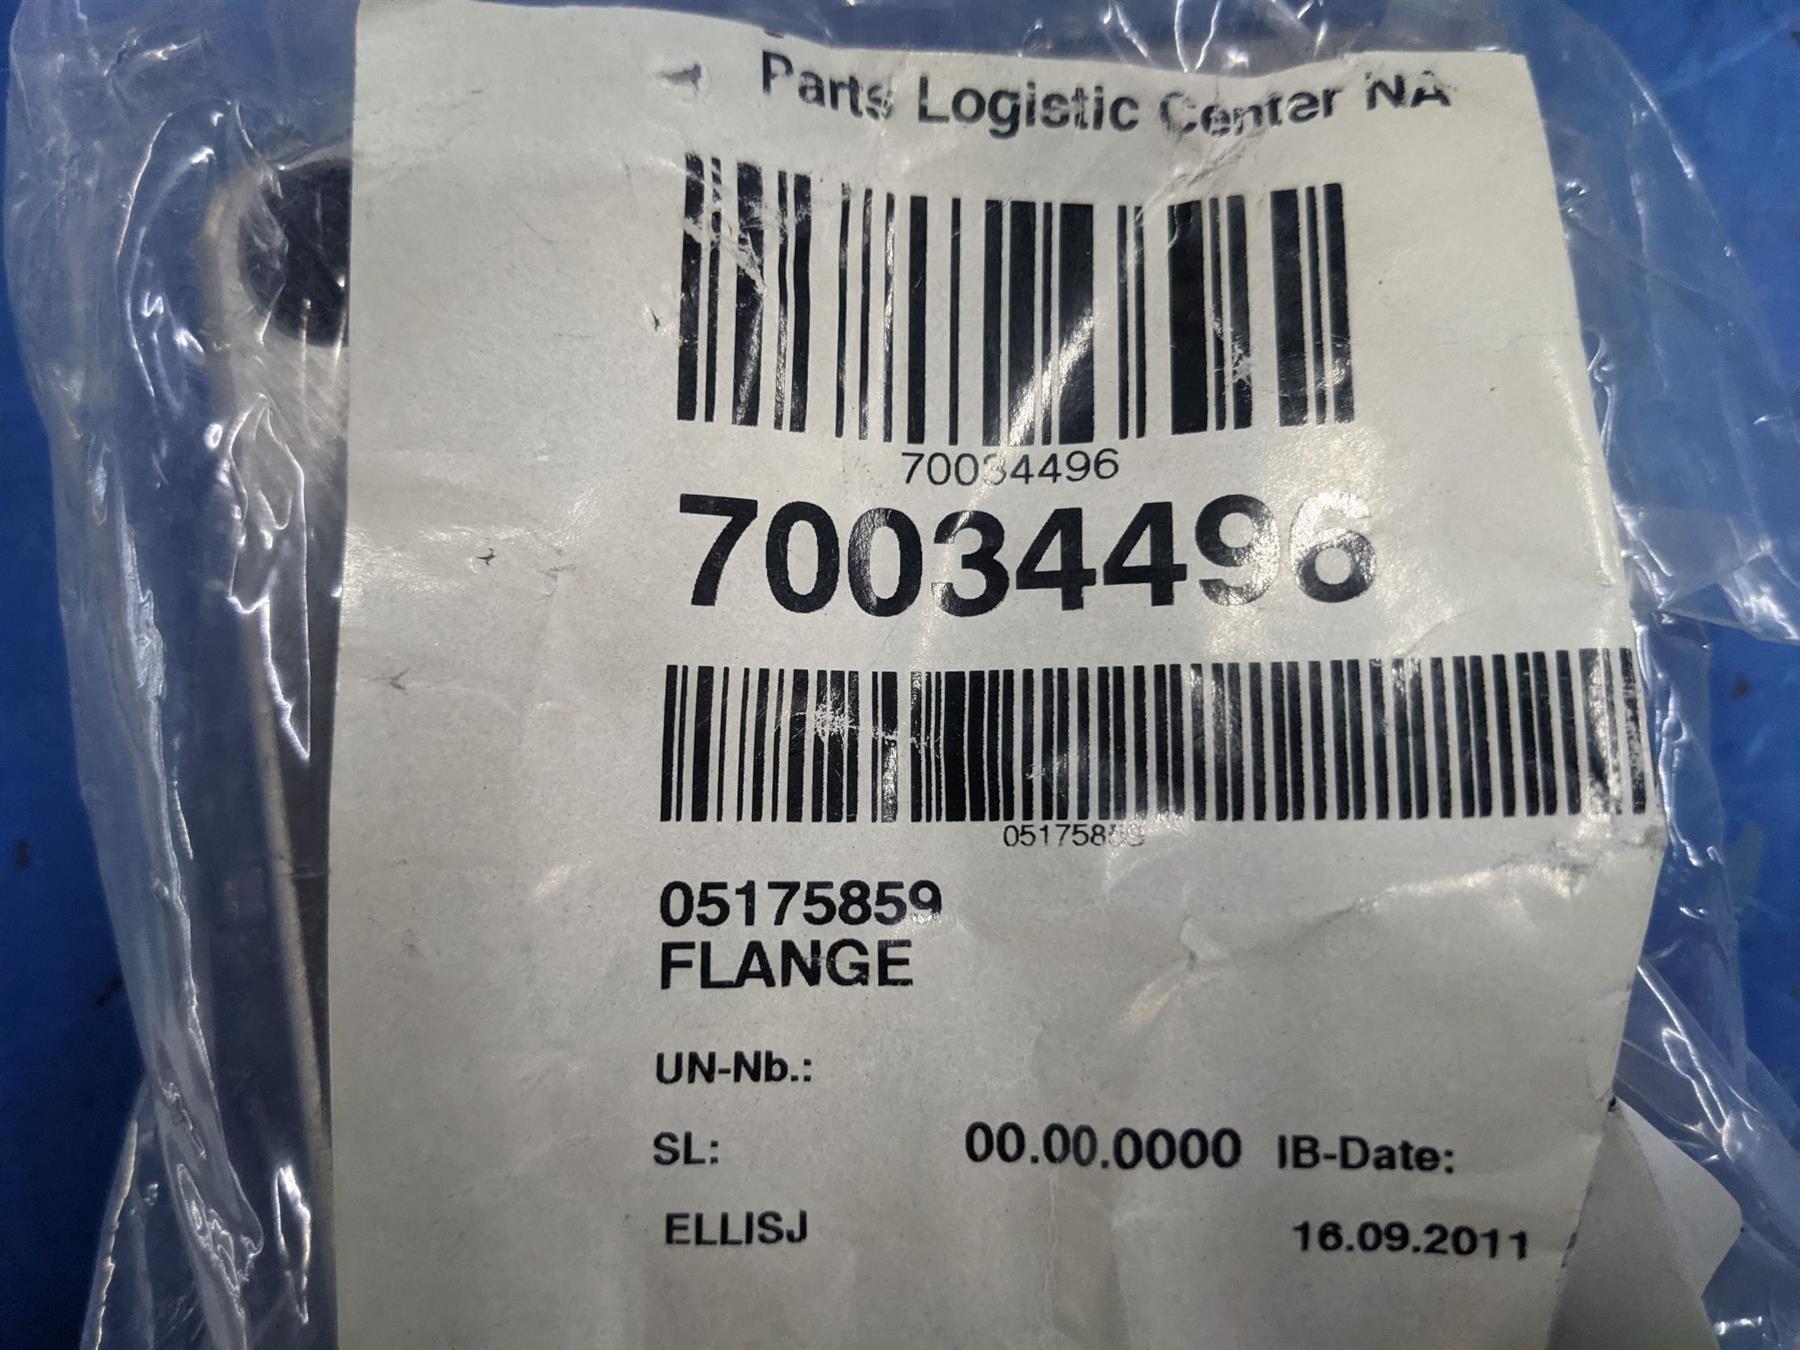 Parts Logistic Center NA
70034496
70034496
05175859
05175859
FLANGE
UN-Nb.:
SL: 00.00.0000 IB-Date:
ELLISJ 16.09.2011